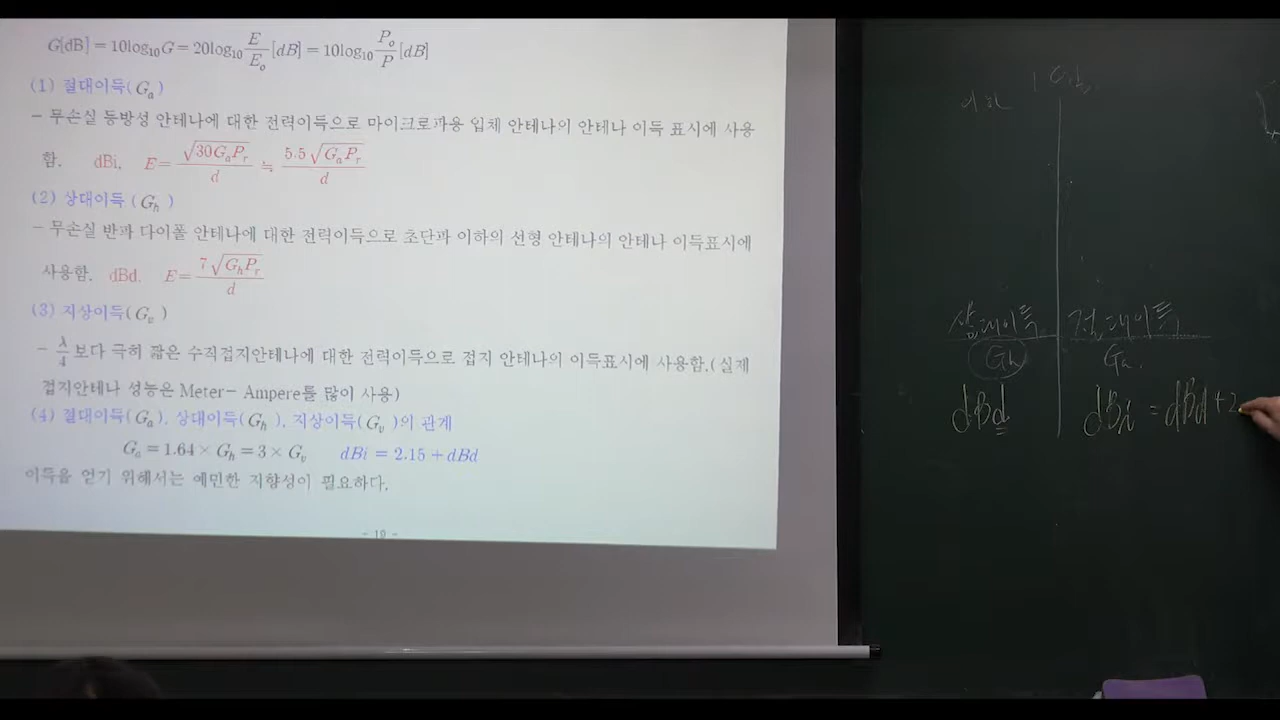 G[dB] = 10log₁₀G = 20log₁₀ E/Eₒ [dB] = 10log₁₀ Pₒ/P [dB]
(1) 절대이득(Gₐ)
- 무손실 등방성 안테나에 대한 전력이득으로 마이크로파용 입체 안테나의 안테나 이득 표시에 사용
함. dBi, E = √(30GₐPᵣ)/d ≒ 5.5√(GₐPᵣ)/d
(2) 상대이득 (Gₕ)
- 무손실 반파 다이폴 안테나에 대한 전력이득으로 초단파 이하의 선형 안테나의 안테나 이득표시에
사용함. dBd, E = 7√(GₕPᵣ)/d
(3) 지상이득(Gᵥ)
- λ/4 보다 극히 짧은 수직접지안테나에 대한 전력이득으로 접지 안테나의 이득표시에 사용함.(실제
접지안테나 성능은 Meter- Ampere를 많이 사용)
(4) 절대이득(Gₐ), 상대이득(Gₕ), 지상이득(Gᵥ)의 관계
Gₐ = 1.64 × Gₕ = 3 × Gᵥ dBi = 2.15 + dBd
이득을 얻기 위해서는 예민한 지향성이 필요하다.
- 19 -
이하
상대이득 절대이득
Gₕ Gₐ.
dBd dBi = dBd + 2